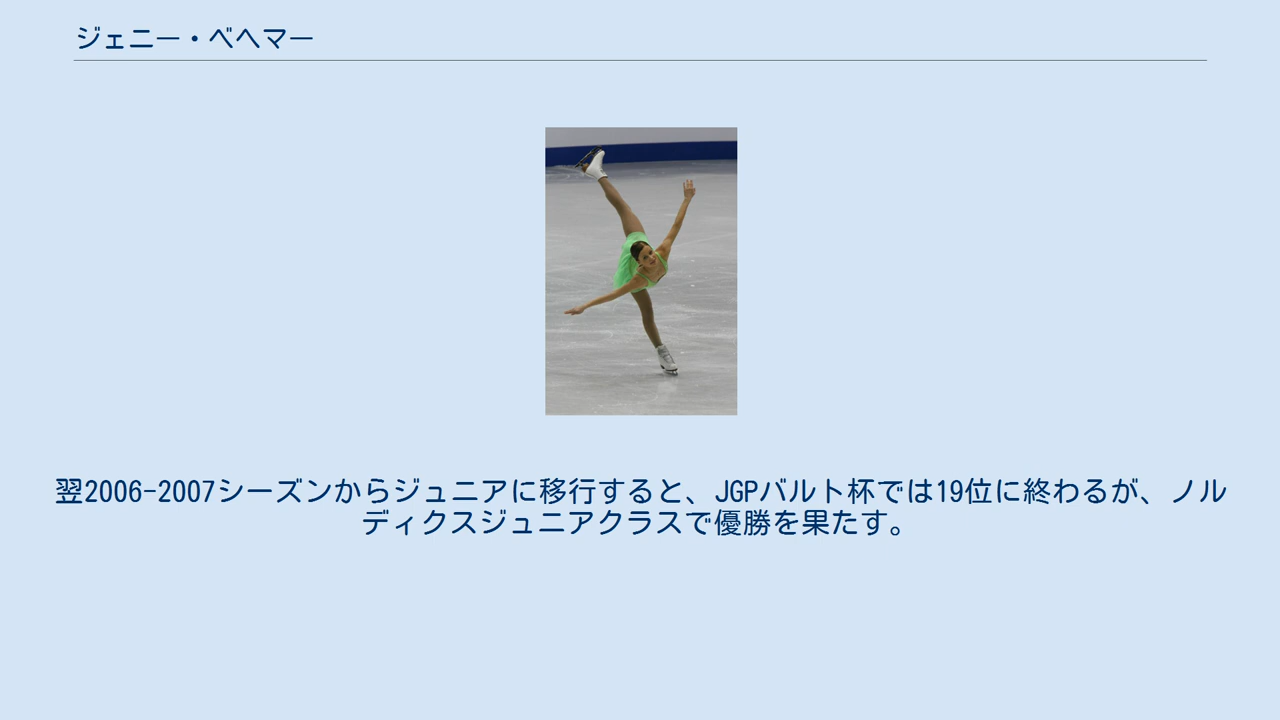 ジェニー・べヘマー
翌2006-2007シーズンからジュニアに移行すると、JGPバルト杯では19位に終わるが、ノル
ディクスジュニアクラスで優勝を果たす。